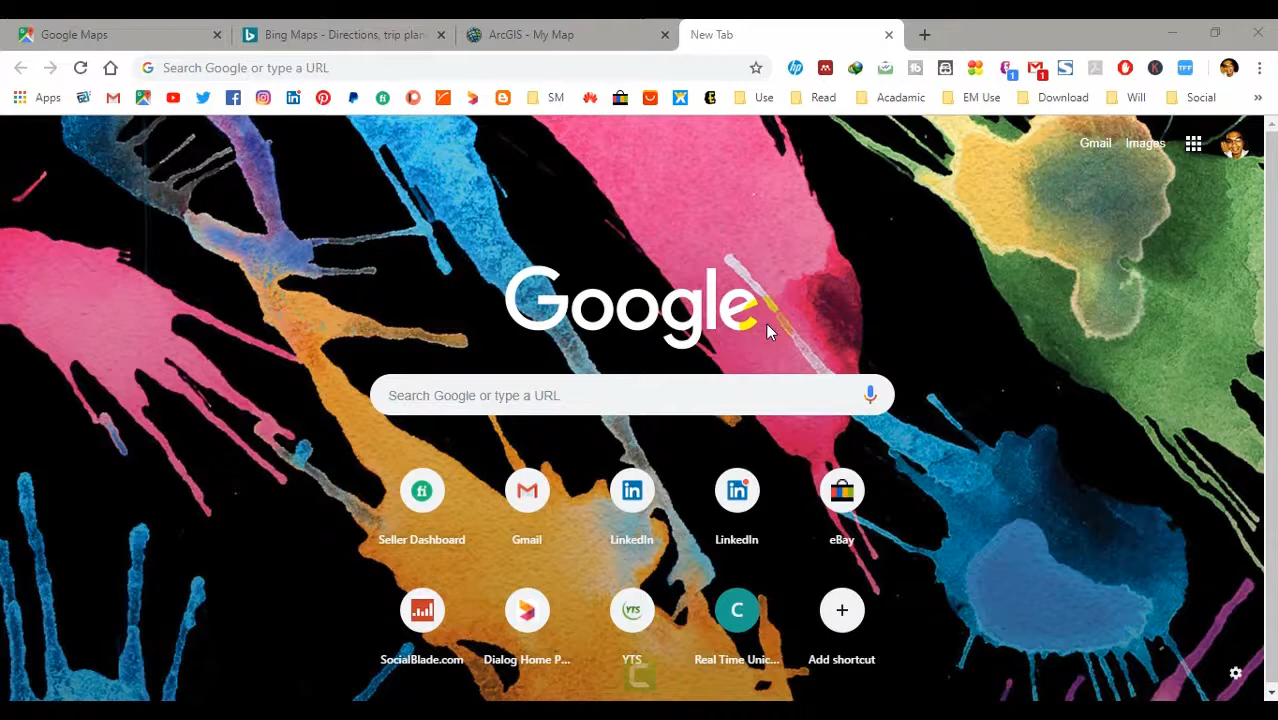 Google Maps
Bing Maps - Directions, trip plan
ArcGIS - My Map
New Tab
Search Google or type a URL
1
1
Apps
SM
Use
Read
Acadamic
EM Use
Download
Will
Social
»
Gmail
Images
Google
Search Google or type a URL
Seller Dashboard
Gmail
LinkedIn
LinkedIn
eBay
C
SocialBlade.com
Dialog Home P...
YTS
Real Time Unic...
Add shortcut